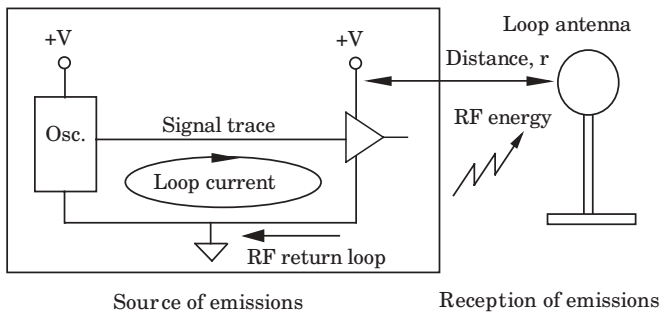 Loop antenna
+V
+V
Distance, r
Osc.
Signal trace
RF energy
Loop current
RF return loop
Source of emissions
Reception of emissions